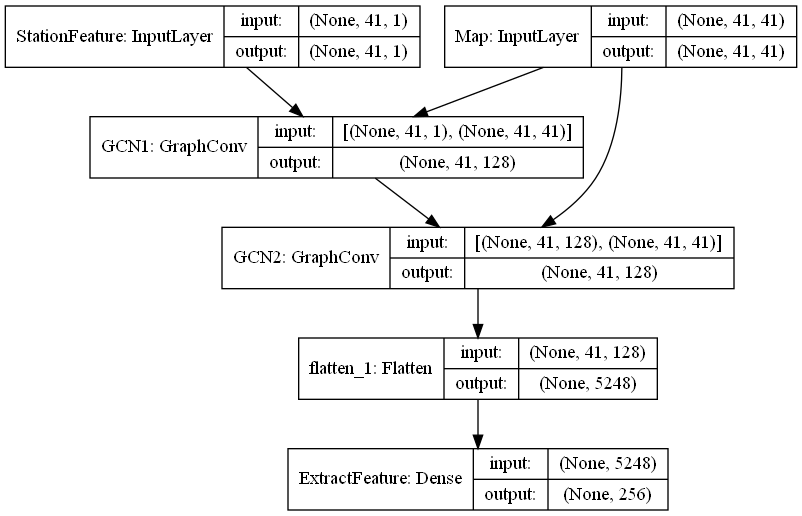 StationFeature: InputLayer
input: (None, 41, 1)
output: (None, 41, 1)
Map: InputLayer
input: (None, 41, 41)
output: (None, 41, 41)
GCN1: GraphConv
input: [(None, 41, 1), (None, 41, 41)]
output: (None, 41, 128)
GCN2: GraphConv
input: [(None, 41, 128), (None, 41, 41)]
output: (None, 41, 128)
flatten_1: Flatten
input: (None, 41, 128)
output: (None, 5248)
ExtractFeature: Dense
input: (None, 5248)
output: (None, 256)